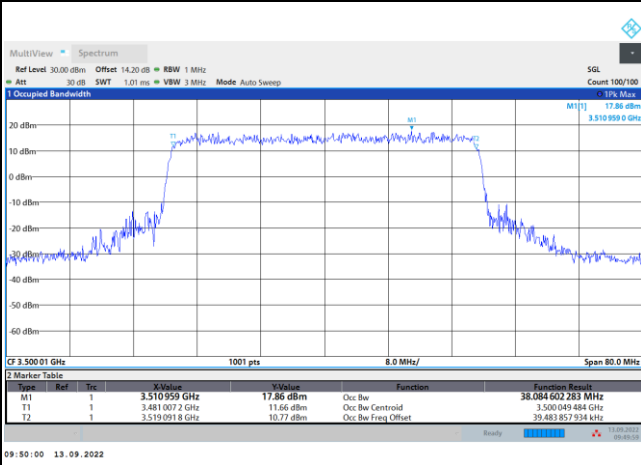 MultiView Spectrum
Ref Level 30.00 dBm Offset 14.20 dB RBW 1 MHz SGL
Att 30 dB SWT 1.01 ms VBW 3 MHz Mode Auto Sweep Count 100/100
1 Occupied Bandwidth 1Pk Max
M1[1] 17.86 dBm
3.510 959 0 GHz
M1
20 dBm
T1 T2
10 dBm
0 dBm
-10 dBm
-20 dBm
-30 dBm
-40 dBm
-50 dBm
-60 dBm
CF 3.500 01 GHz 1001 pts 8.0 MHz/ Span 80.0 MHz
2 Marker Table
Type Ref Trc X-Value Y-Value Function Function Result
M1 1 3.510 959 GHz 17.86 dBm Occ Bw 38.084 602 283 MHz
T1 1 3.481 007 2 GHz 11.66 dBm Occ Bw Centroid 3.500 049 484 GHz
T2 1 3.519 091 8 GHz 10.77 dBm Occ Bw Freq Offset 39.483 857 934 kHz
Ready 13.09.2022
09:49:59
09:50:00 13.09.2022